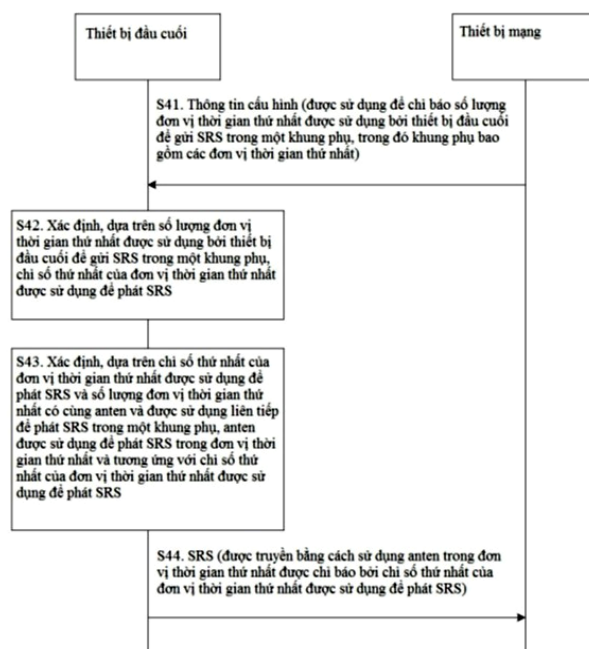 Thiết bị đầu cuối
Thiết bị mạng
S41. Thông tin cấu hình (được sử dụng để chỉ báo số lượng
đơn vị thời gian thứ nhất được sử dụng bởi thiết bị đầu cuối
để gửi SRS trong một khung phụ, trong đó khung phụ bao
gồm các đơn vị thời gian thứ nhất)
S42. Xác định, dựa trên số lượng đơn vị
thời gian thứ nhất được sử dụng bởi thiết bị
đầu cuối để gửi SRS trong một khung phụ,
chỉ số thứ nhất của đơn vị thời gian thứ nhất
được sử dụng để phát SRS
S43. Xác định, dựa trên chỉ số thứ nhất của
đơn vị thời gian thứ nhất được sử dụng để
phát SRS và số lượng đơn vị thời gian thứ
nhất có cùng anten và được sử dụng liên tiếp
để phát SRS trong một khung phụ, anten
được sử dụng để phát SRS trong đơn vị thời
gian thứ nhất và tương ứng với chỉ số thứ
nhất của đơn vị thời gian thứ nhất được sử
dụng để phát SRS
S44. SRS (được truyền bằng cách sử dụng anten trong đơn
vị thời gian thứ nhất được chỉ báo bởi chỉ số thứ nhất của
đơn vị thời gian thứ nhất được sử dụng để phát SRS)